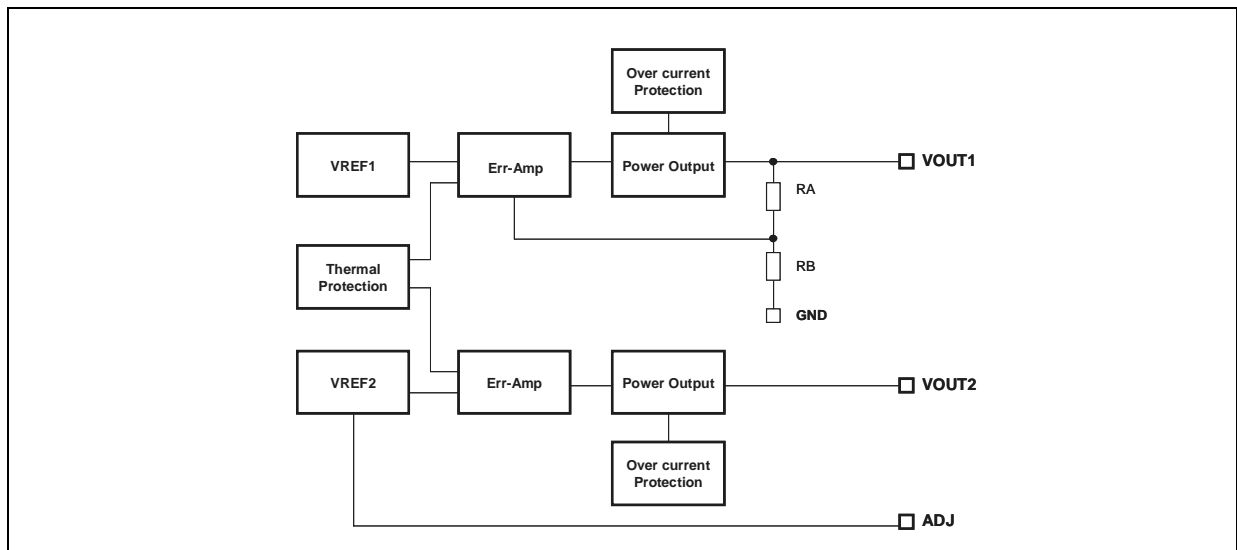 Over current
Protection
VREF1
Err-Amp
Power Output
VOUT1
RA
Thermal
Protection
RB
GND
VREF2
Err-Amp
Power Output
VOUT2
Over current
Protection
ADJ